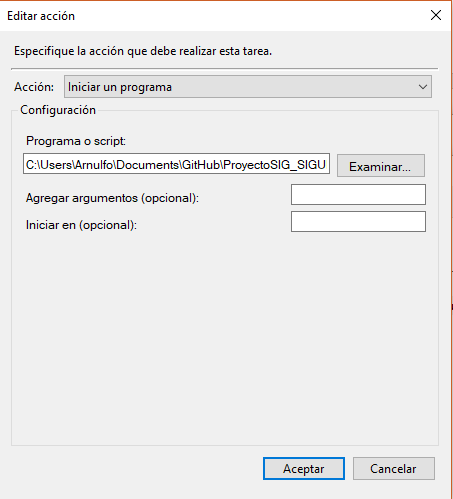 Editar acción
Especifique la acción que debe realizar esta tarea.
Acción: Iniciar un programa
Configuración
Programa o script:
C:\Users\Arnulfo\Documents\GitHub\ProyectoSIG_SIGU Examinar...
Agregar argumentos (opcional):
Iniciar en (opcional):
Aceptar Cancelar